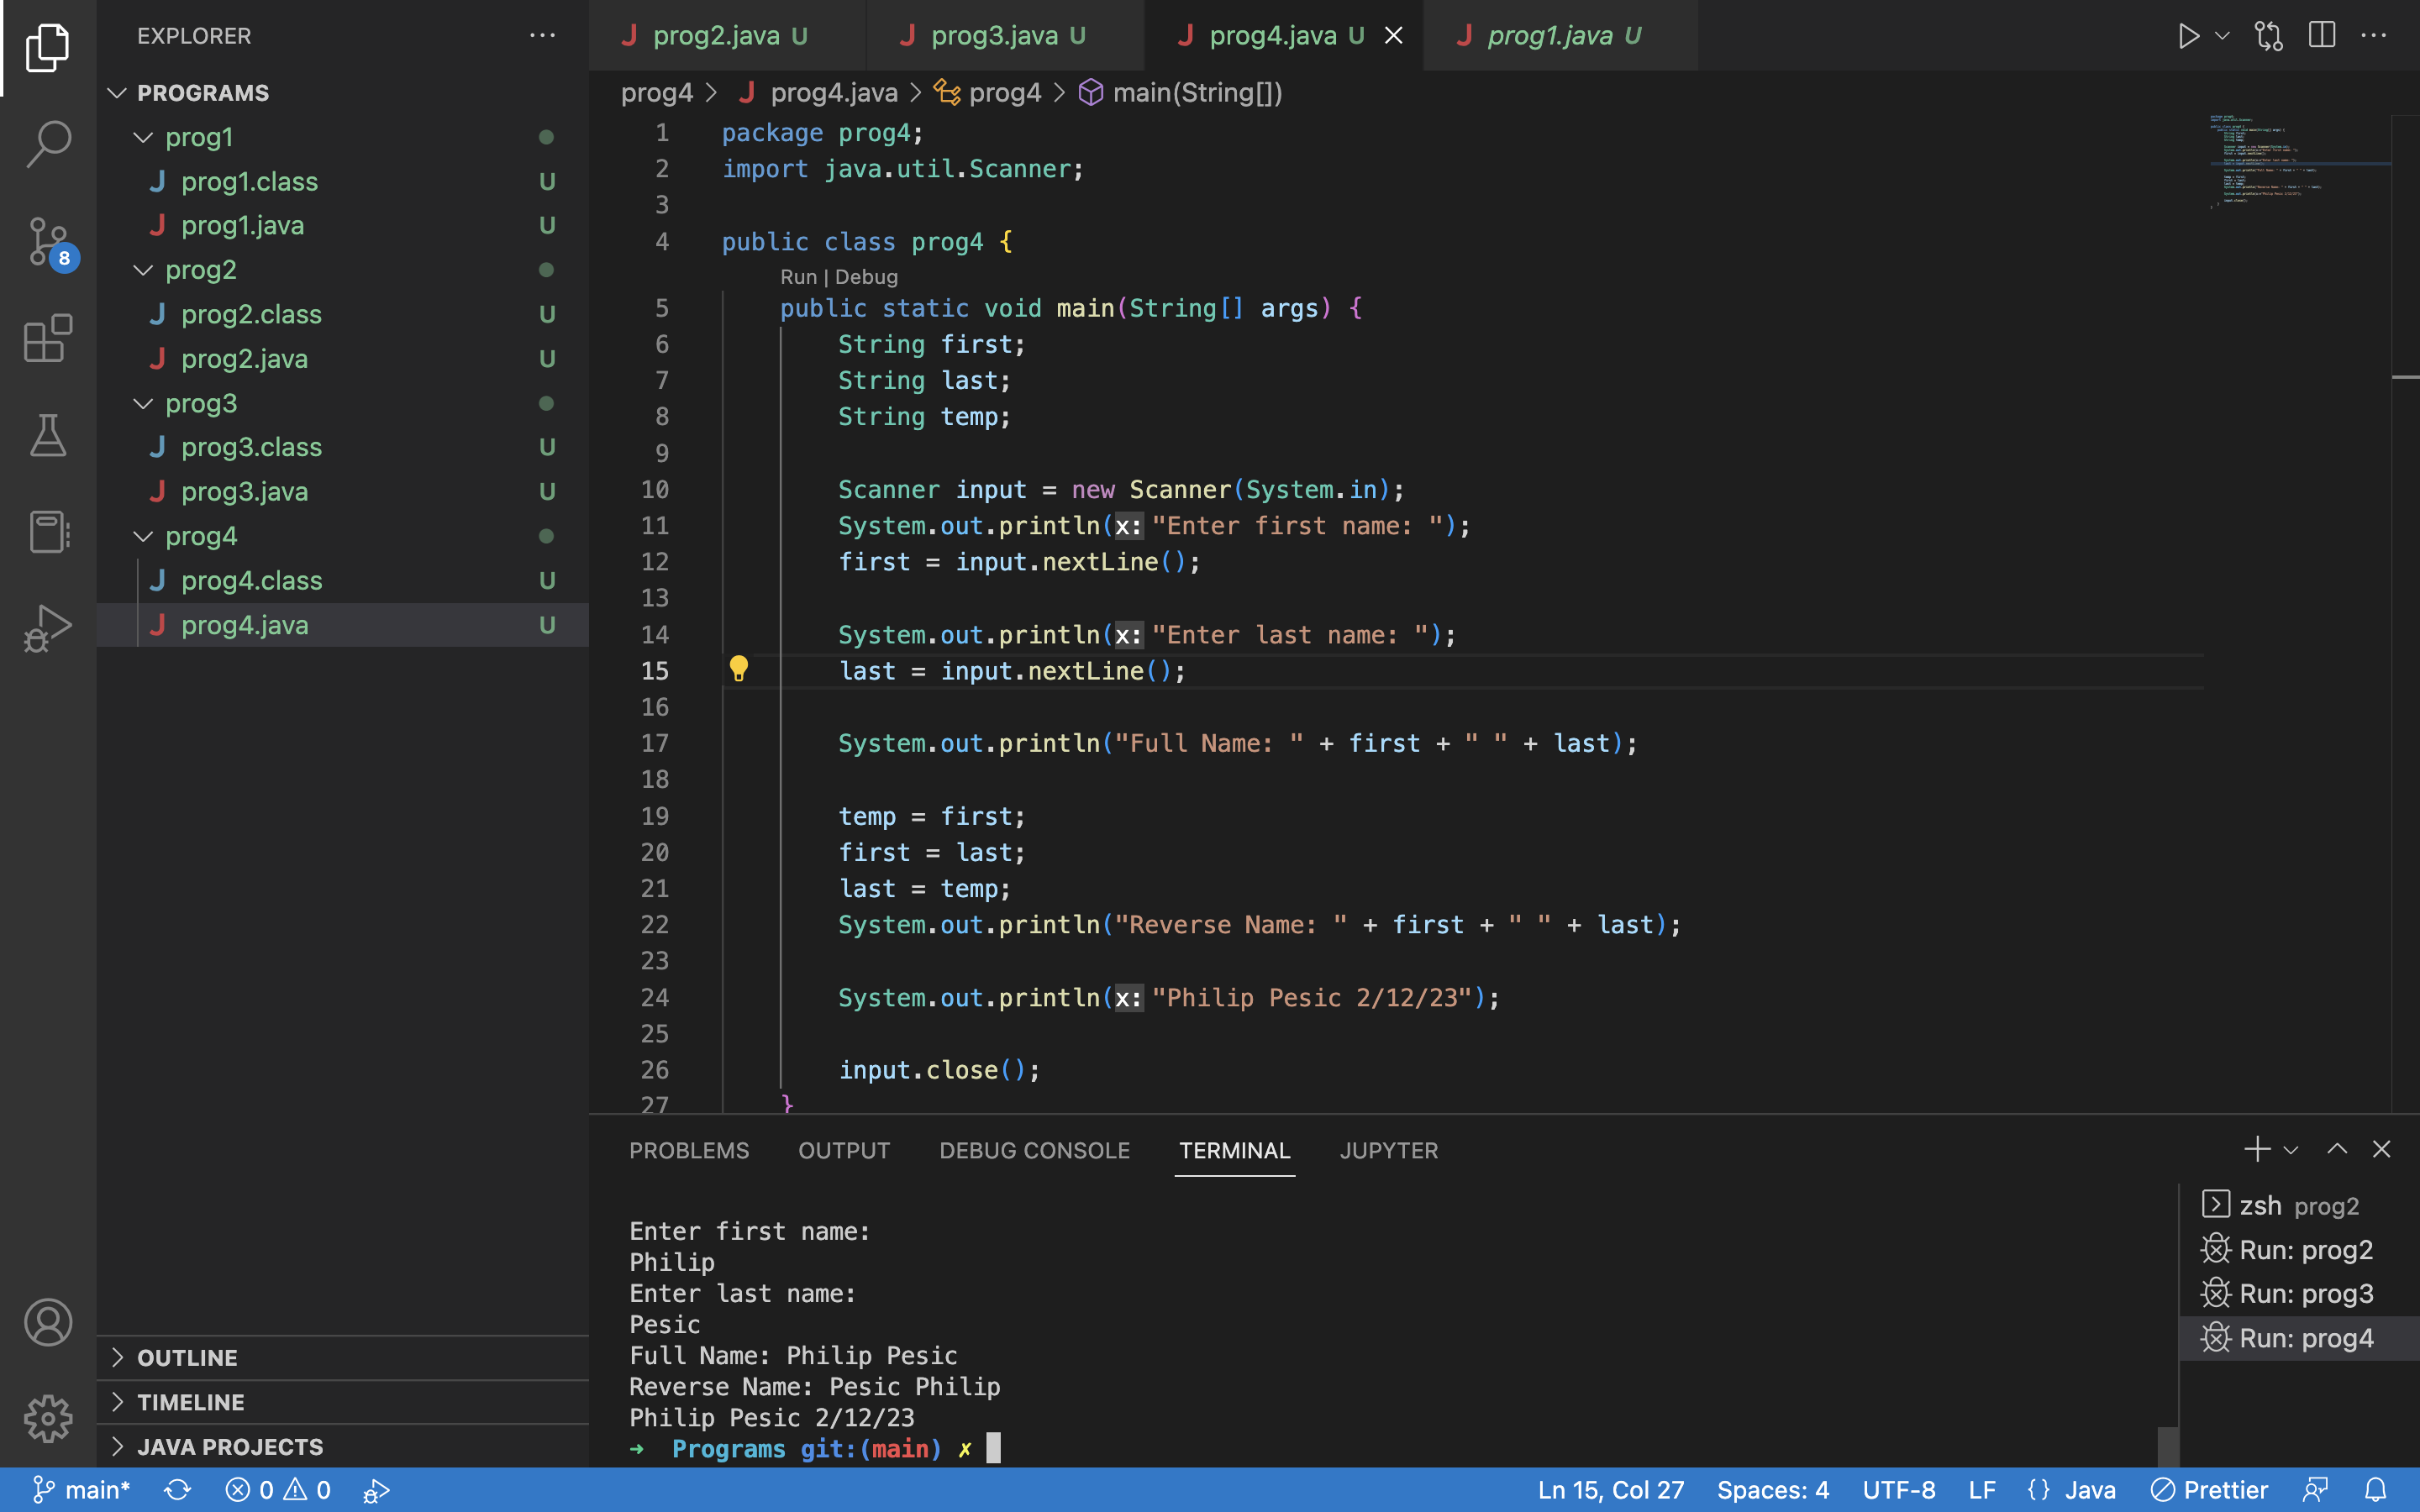 EXPLORER
PROGRAMS
prog1
prog1.class U
prog1.java U
prog2
prog2.class U
prog2.java U
prog3
prog3.class U
prog3.java U
prog4
prog4.class U
prog4.java U
OUTLINE
TIMELINE
JAVA PROJECTS
8
J prog2.java U J prog3.java U J prog4.java U J prog1.java U
prog4 > J prog4.java > prog4 > main(String[])
1 package prog4;
2 import java.util.Scanner;
3
4 public class prog4 {
Run | Debug
5 public static void main(String[] args) {
6 String first;
7 String last;
8 String temp;
9
10 Scanner input = new Scanner(System.in);
11 System.out.println(x:"Enter first name: ");
12 first = input.nextLine();
13
14 System.out.println(x:"Enter last name: ");
15 last = input.nextLine();
16
17 System.out.println("Full Name: " + first + " " + last);
18
19 temp = first;
20 first = last;
21 last = temp;
22 System.out.println("Reverse Name: " + first + " " + last);
23
24 System.out.println(x:"Philip Pesic 2/12/23");
25
26 input.close();
27 }
PROBLEMS OUTPUT DEBUG CONSOLE TERMINAL JUPYTER
Enter first name:
Philip
Enter last name:
Pesic
Full Name: Philip Pesic
Reverse Name: Pesic Philip
Philip Pesic 2/12/23
→ Programs git:(main) ✗
zsh prog2
Run: prog2
Run: prog3
Run: prog4
main* 0 0 Ln 15, Col 27 Spaces: 4 UTF-8 LF {} Java Prettier